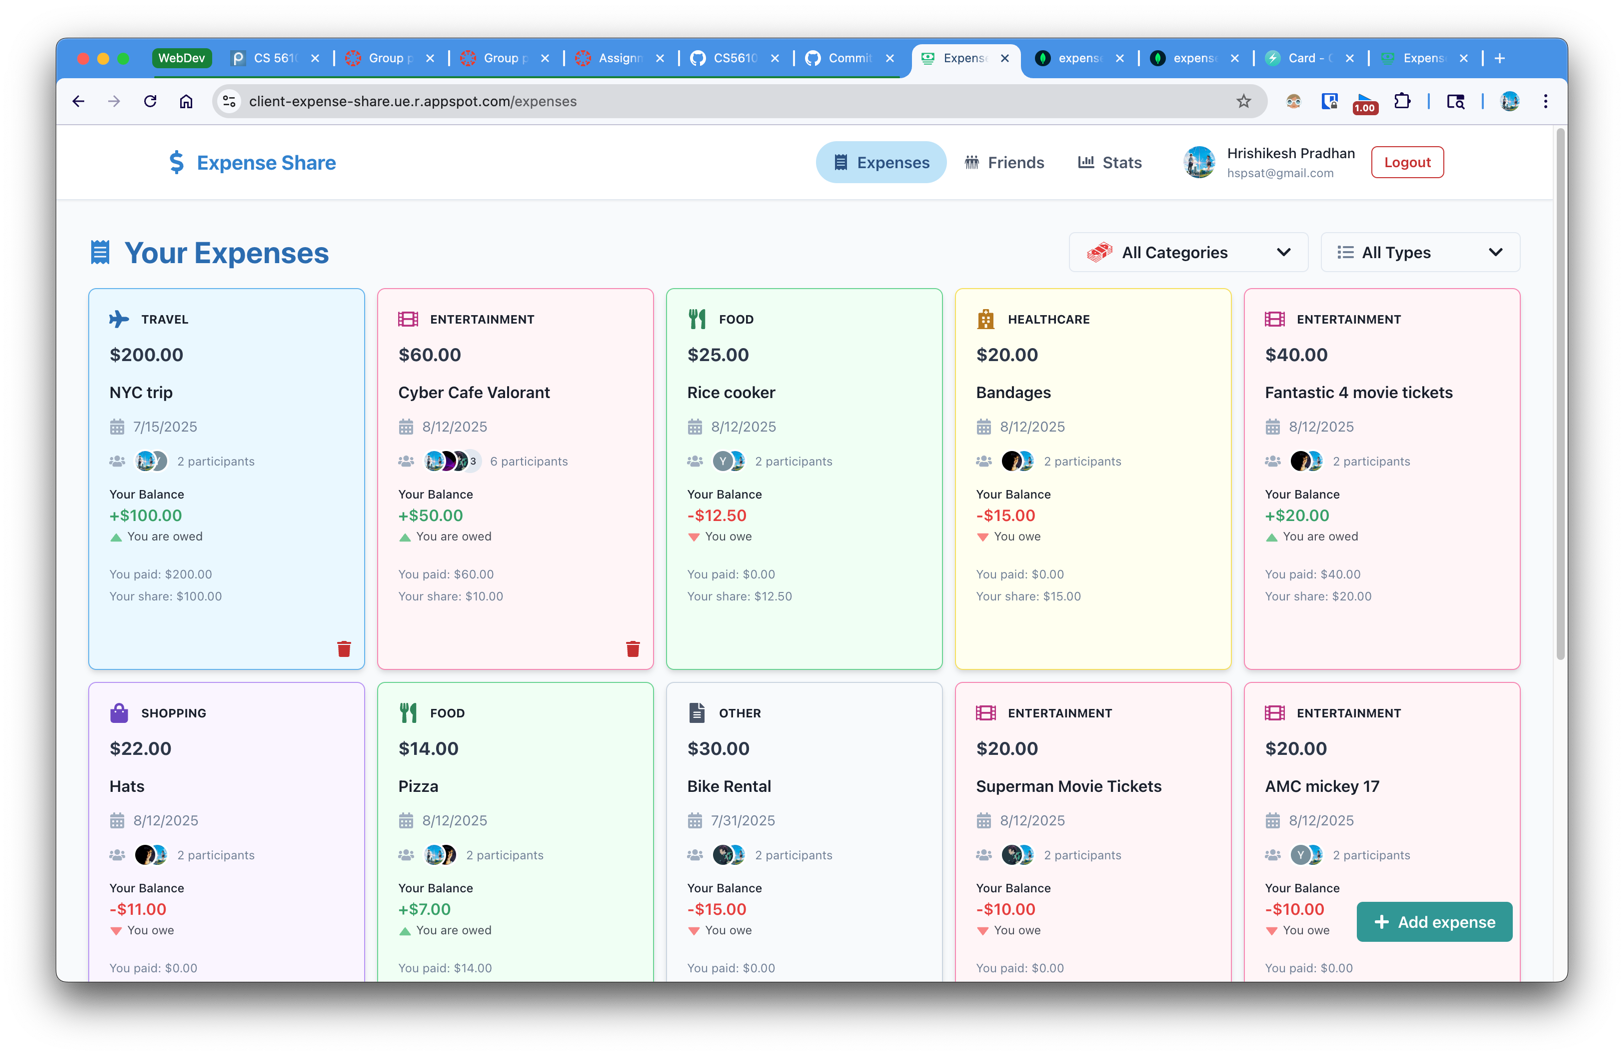 WebDev
CS 5610
Group p
Group p
Assignn
CS5610
Commit
Expens
expense
expens
Card -
Expens
client-expense-share.ue.r.appspot.com/expenses
1.00
Expense Share
Expenses
Friends
Stats
Hrishikesh Pradhan
hspsat@gmail.com
Logout
Your Expenses
All Categories
All Types
TRAVEL
$200.00
NYC trip
7/15/2025
2 participants
Your Balance
+$100.00
You are owed
You paid: $200.00
Your share: $100.00
ENTERTAINMENT
$60.00
Cyber Cafe Valorant
8/12/2025
3
6 participants
Your Balance
+$50.00
You are owed
You paid: $60.00
Your share: $10.00
FOOD
$25.00
Rice cooker
8/12/2025
Y
2 participants
Your Balance
-$12.50
You owe
You paid: $0.00
Your share: $12.50
HEALTHCARE
$20.00
Bandages
8/12/2025
2 participants
Your Balance
-$15.00
You owe
You paid: $0.00
Your share: $15.00
ENTERTAINMENT
$40.00
Fantastic 4 movie tickets
8/12/2025
2 participants
Your Balance
+$20.00
You are owed
You paid: $40.00
Your share: $20.00
SHOPPING
$22.00
Hats
8/12/2025
2 participants
Your Balance
-$11.00
You owe
You paid: $0.00
FOOD
$14.00
Pizza
8/12/2025
2 participants
Your Balance
+$7.00
You are owed
You paid: $14.00
OTHER
$30.00
Bike Rental
7/31/2025
2 participants
Your Balance
-$15.00
You owe
You paid: $0.00
ENTERTAINMENT
$20.00
Superman Movie Tickets
8/12/2025
2 participants
Your Balance
-$10.00
You owe
You paid: $0.00
ENTERTAINMENT
$20.00
AMC mickey 17
8/12/2025
Y
2 participants
Your Balance
-$10.00
You owe
You paid: $0.00
Add expense